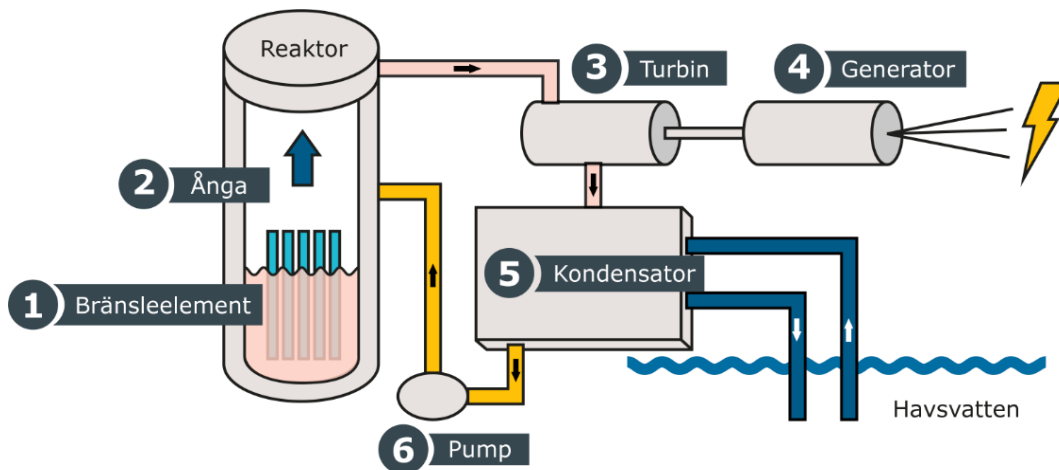 Reaktor
3 Turbin
4 Generator
2 Ånga
5 Kondensator
1 Bränsleelement
Havsvatten
6 Pump